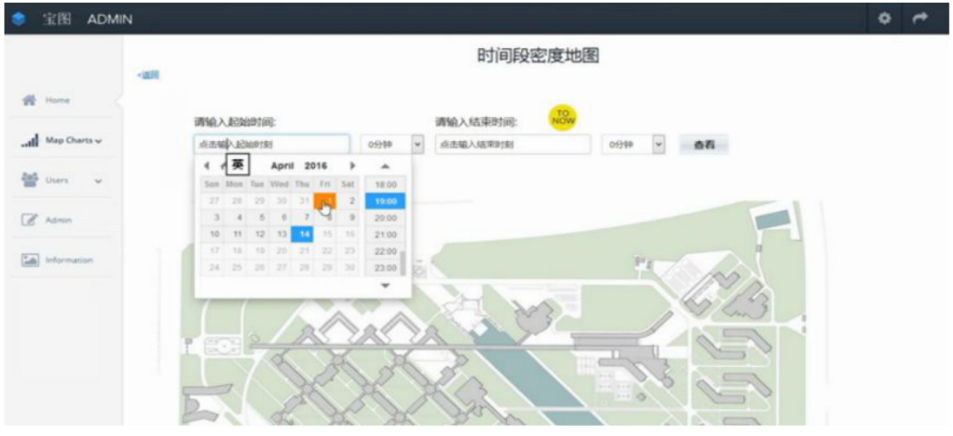 宝图 ADMIN
时间段密度地图
<返回
Home
Map Charts
Users
Admin
Information
请输入起始时间:
点击输入起始时刻
0分钟
请输入结束时间:
TO NOW
点击输入结束时刻
0分钟
查看
英
April 2016
Sun Mon Tue Wed Thu Fri Sat
27 28 29 30 31 2
3 4 5 6 7 8 9
10 11 12 13 14 15 16
17 18 19 20 21 22 23
24 25 26 27 28 29 30
18:00
19:00
20:00
21:00
22:00
23:00